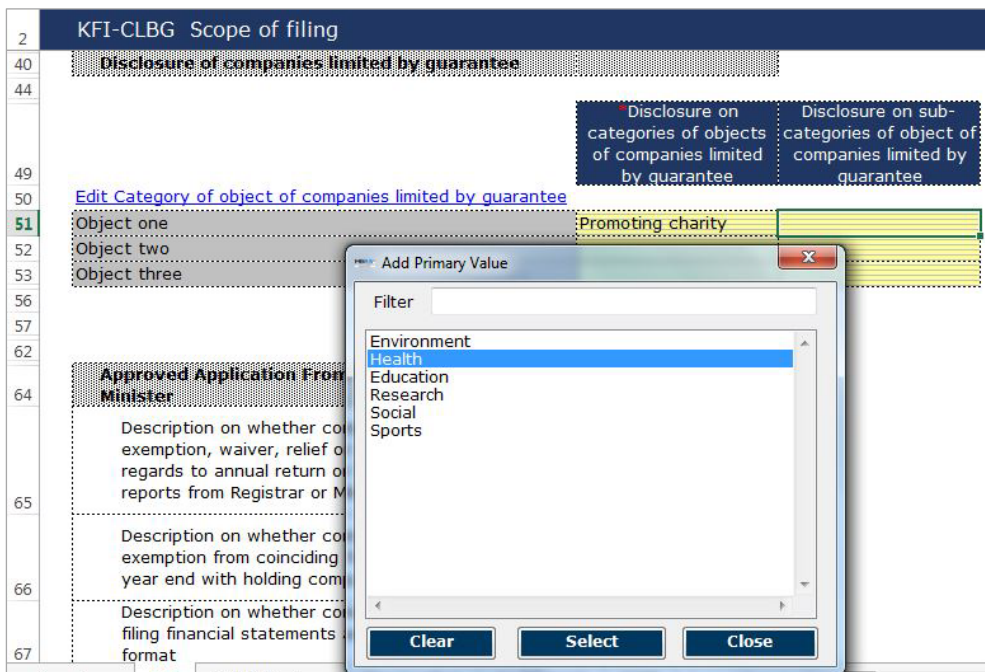 2 KFI-CLBG Scope of filing
40 Disclosure of companies limited by guarantee
44
*Disclosure on
categories of objects
of companies limited
by guarantee
Disclosure on sub-
categories of object of
companies limited by
guarantee
49
50 Edit Category of object of companies limited by guarantee
51 Object one Promoting charity
52 Object two
53 Object three
56
57
62
Add Primary Value
Filter
Environment
Health
Education
Research
Social
Sports
Clear Select Close
Approved Application From
64 Minister
Description on whether
exemption, waiver, relief
regards to annual return
reports from Registrar or
65
Description on whether
exemption from coinciding
year end with holding
66
Description on whether
filing financial statements
67 format